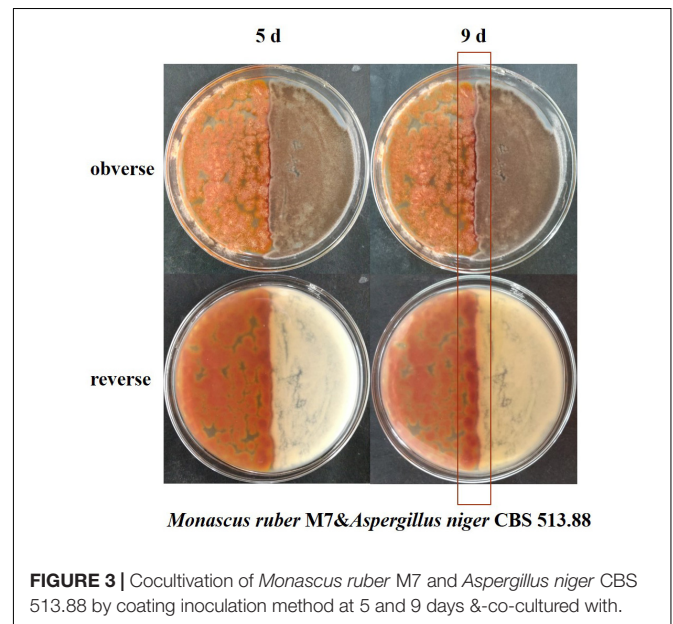 5 d 9 d
obverse
reverse
Monascus ruber M7&Aspergillus niger CBS 513.88
FIGURE 3 | Cocultivation of Monascus ruber M7 and Aspergillus niger CBS
513.88 by coating inoculation method at 5 and 9 days &-co-cultured with.